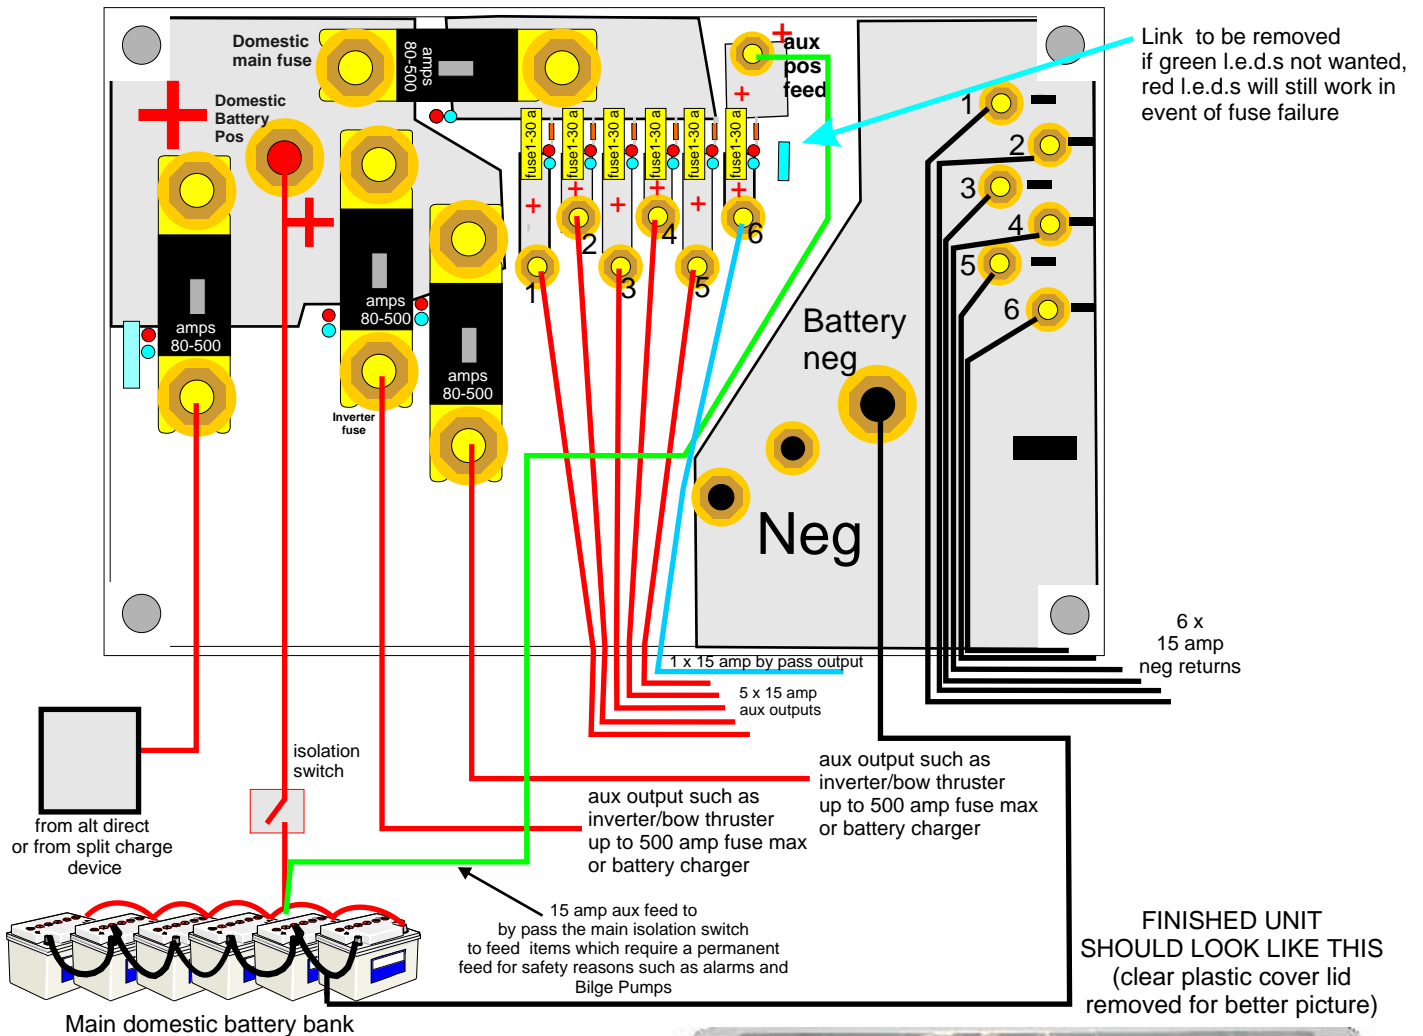 Domestic
main fuse
amps
80-500
aux
pos
feed
Link to be removed
if green l.e.d.s not wanted,
red l.e.d.s will still work in
event of fuse failure
Domestic
Battery
Pos
fuse1-30 a
fuse1-30 a
fuse1-30 a
fuse1-30 a
fuse1-30 a
fuse1-30 a
1
2
3
4
5
6
1
2
3
4
5
6
amps
80-500
amps
80-500
amps
80-500
Inverter
fuse
Battery
neg
Neg
6 x
15 amp
neg returns
1 x 15 amp by pass output
5 x 15 amp
aux outputs
isolation
switch
from alt direct
or from split charge
device
aux output such as
inverter/bow thruster
up to 500 amp fuse max
or battery charger
aux output such as
inverter/bow thruster
up to 500 amp fuse max
or battery charger
15 amp aux feed to
by pass the main isolation switch
to feed items which require a permanent
feed for safety reasons such as alarms and
Bilge Pumps
FINISHED UNIT
SHOULD LOOK LIKE THIS
(clear plastic cover lid
removed for better picture)
Main domestic battery bank